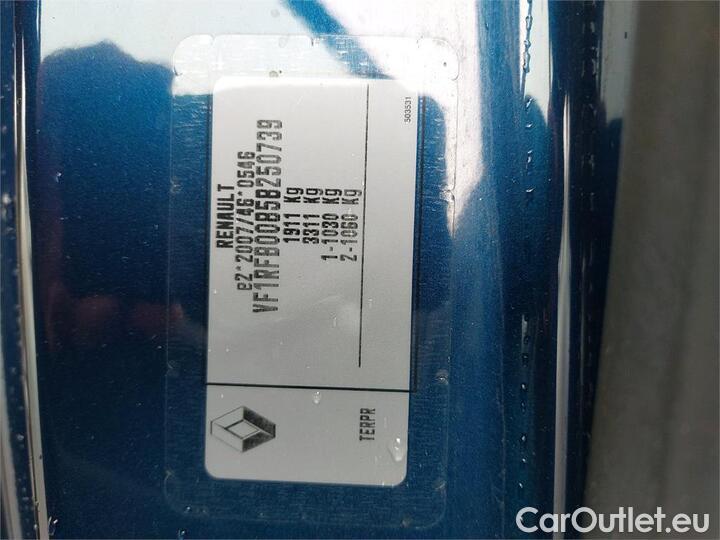 RENAULT
e2*2007/46*0546
VF1RFB00B5B250739
1911 Kg
3311 Kg
1-1030 Kg
2-1060 Kg
503531
TERPR
CarOutlet.eu